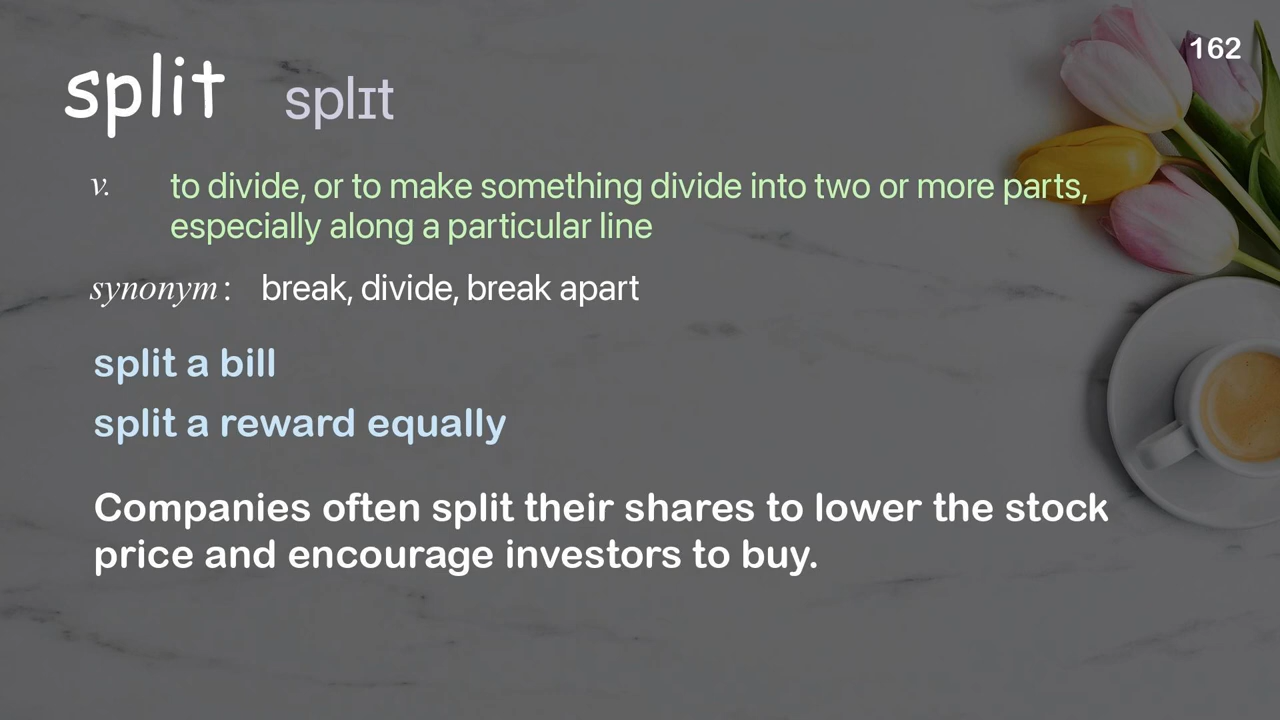 162
split splɪt
v. to divide, or to make something divide into two or more parts,
especially along a particular line
synonym: break, divide, break apart
split a bill
split a reward equally
Companies often split their shares to lower the stock
price and encourage investors to buy.